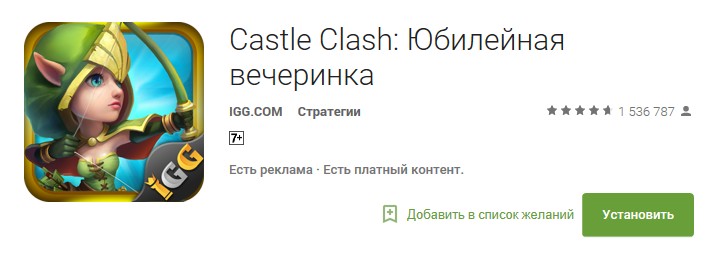 Castle Clash: Юбилейная
вечеринка
IGG.COM Стратегии
1 536 787
7+
Есть реклама · Есть платный контент.
Добавить в список желаний
Установить
IGG